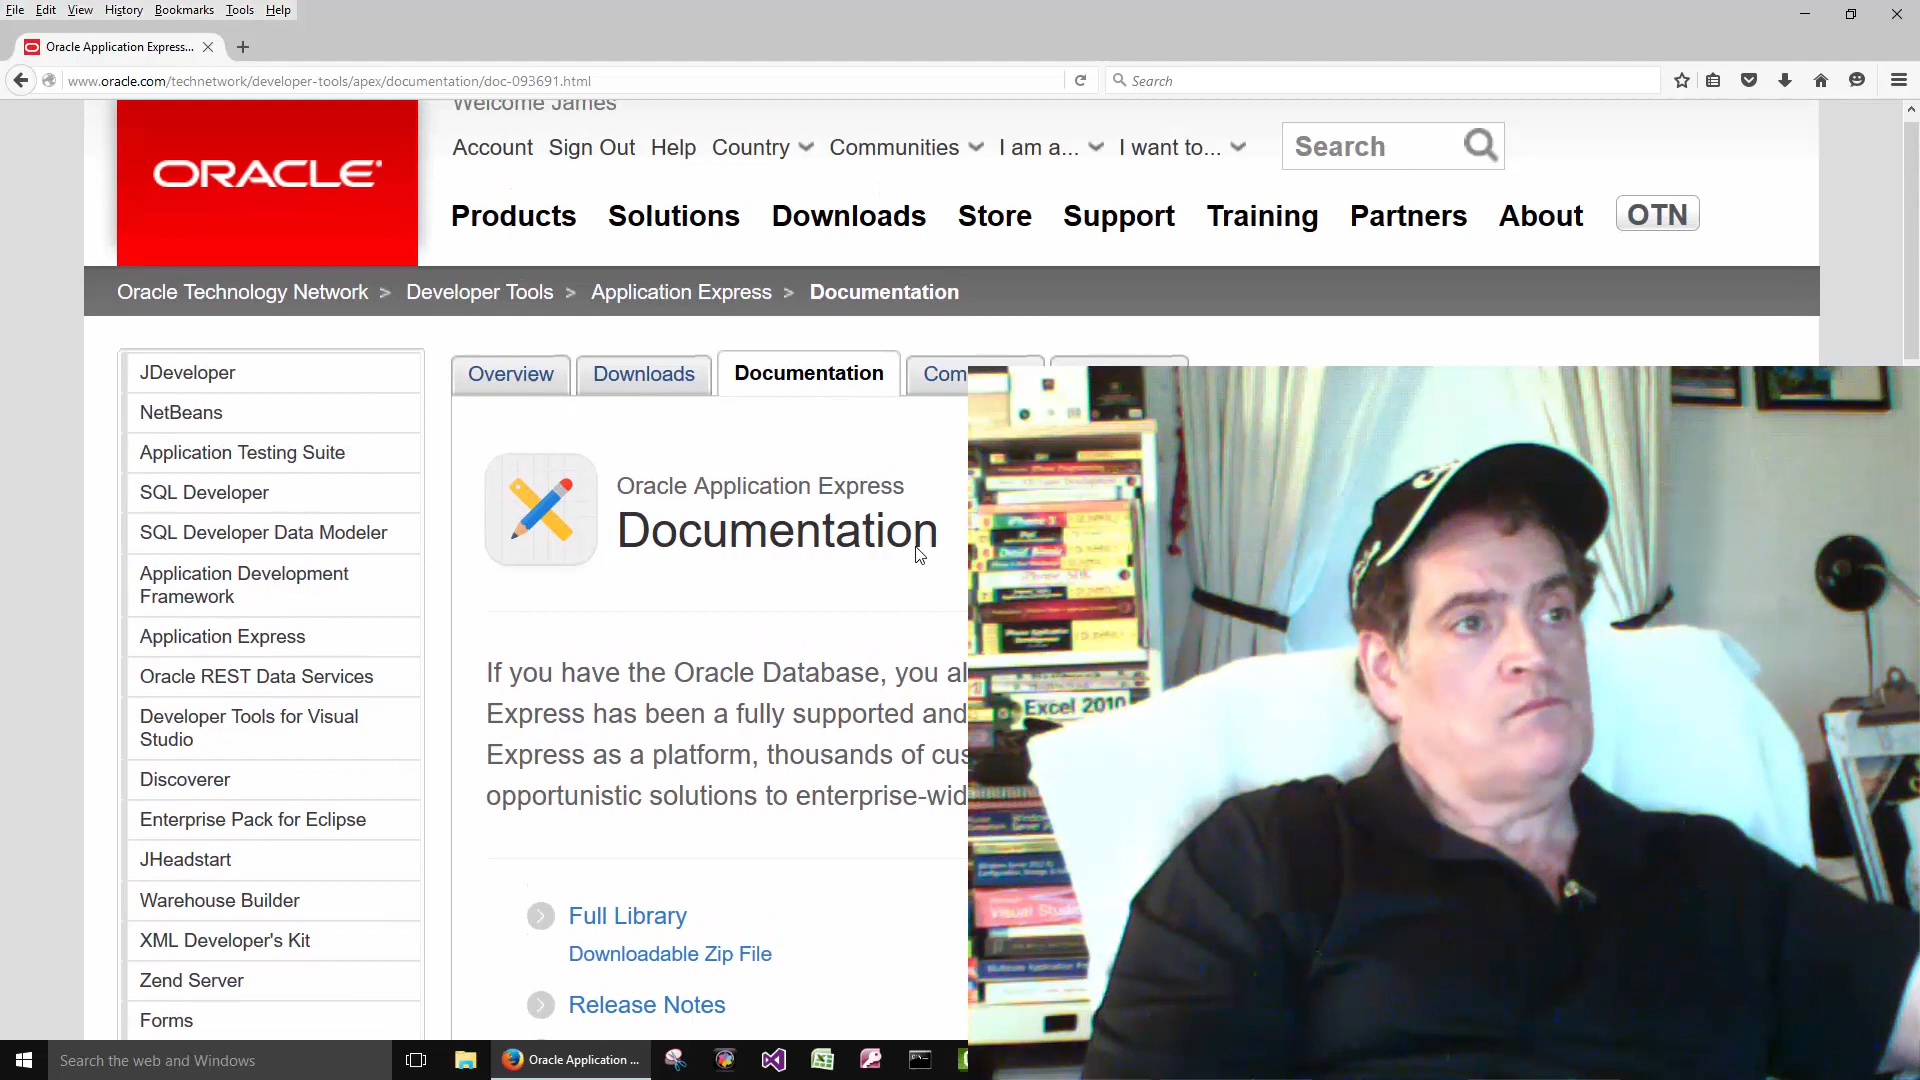 File Edit View History Bookmarks Tools Help
Oracle Application Express...
www.oracle.com/technetwork/developer-tools/apex/documentation/doc-093691.html
Search
Welcome James
Account Sign Out Help Country Communities I am a... I want to... Search
ORACLE
Products Solutions Downloads Store Support Training Partners About OTN
Oracle Technology Network > Developer Tools > Application Express > Documentation
JDeveloper
NetBeans
Application Testing Suite
SQL Developer
SQL Developer Data Modeler
Application Development
Framework
Application Express
Oracle REST Data Services
Developer Tools for Visual
Studio
Discoverer
Enterprise Pack for Eclipse
JHeadstart
Warehouse Builder
XML Developer's Kit
Zend Server
Forms
Overview Downloads Documentation Com
Oracle Application Express
Documentation
If you have the Oracle Database, you al
Express has been a fully supported and
Express as a platform, thousands of cus
opportunistic solutions to enterprise-wid
Full Library
Downloadable Zip File
Release Notes
Excel 2010
Visual Stud
Search the web and Windows
Oracle Application ...